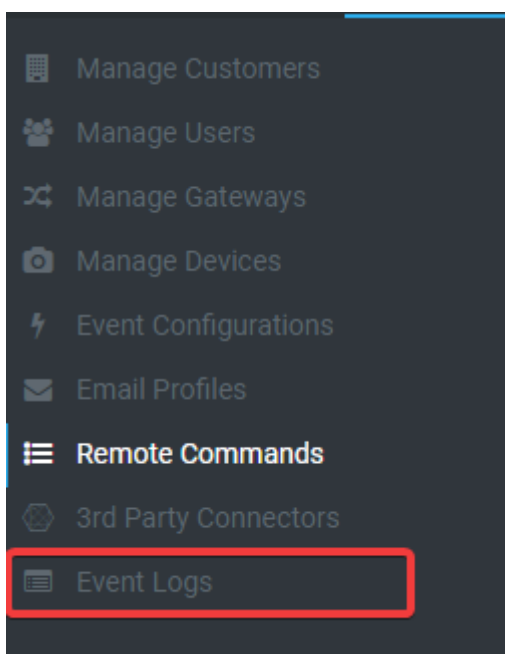 Manage Customers
Manage Users
Manage Gateways
Manage Devices
Event Configurations
Email Profiles
Remote Commands
3rd Party Connectors
Event Logs